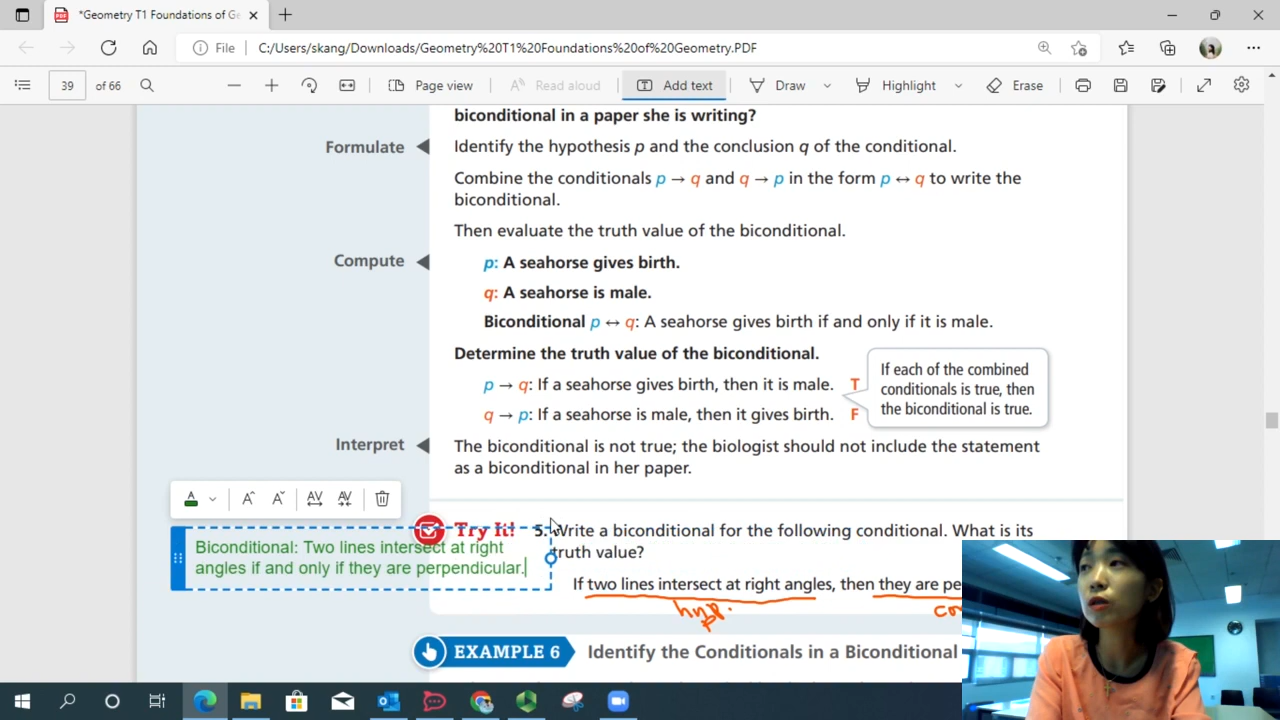 *Geometry T1 Foundations of Ge
File
C:/Users/skang/Downloads/Geometry%20T1%20Foundations%20of%20Geometry.PDF
39 of 66
Page view
Read aloud
Add text
Draw
Highlight
Erase
biconditional in a paper she is writing?
Formulate
Identify the hypothesis p and the conclusion q of the conditional.
Combine the conditionals p → q and q → p in the form p ↔ q to write the
biconditional.
Then evaluate the truth value of the biconditional.
Compute
p: A seahorse gives birth.
q: A seahorse is male.
Biconditional p ↔ q: A seahorse gives birth if and only if it is male.
Determine the truth value of the biconditional.
p → q: If a seahorse gives birth, then it is male. T
q → p: If a seahorse is male, then it gives birth. F
If each of the combined
conditionals is true, then
the biconditional is true.
Interpret
The biconditional is not true; the biologist should not include the statement
as a biconditional in her paper.
Biconditional: Two lines intersect at right
angles if and only if they are perpendicular.
Try It! 5. Write a biconditional for the following conditional. What is its
truth value?
If two lines intersect at right angles, then they are pe
hyp.
p
co
EXAMPLE 6 Identify the Conditionals in a Biconditional